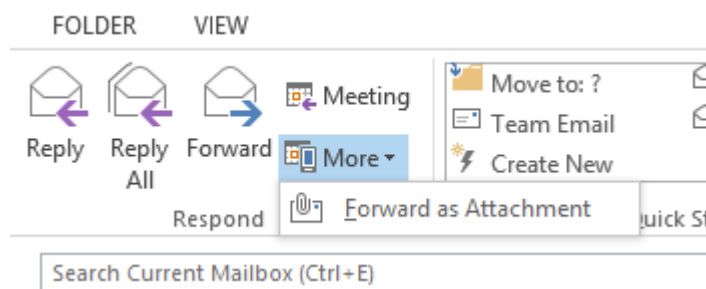 FOLDER VIEW
Meeting
Move to: ?
Team Email
Reply Reply All Forward
More
Create New
Respond
Forward as Attachment
Search Current Mailbox (Ctrl+E)